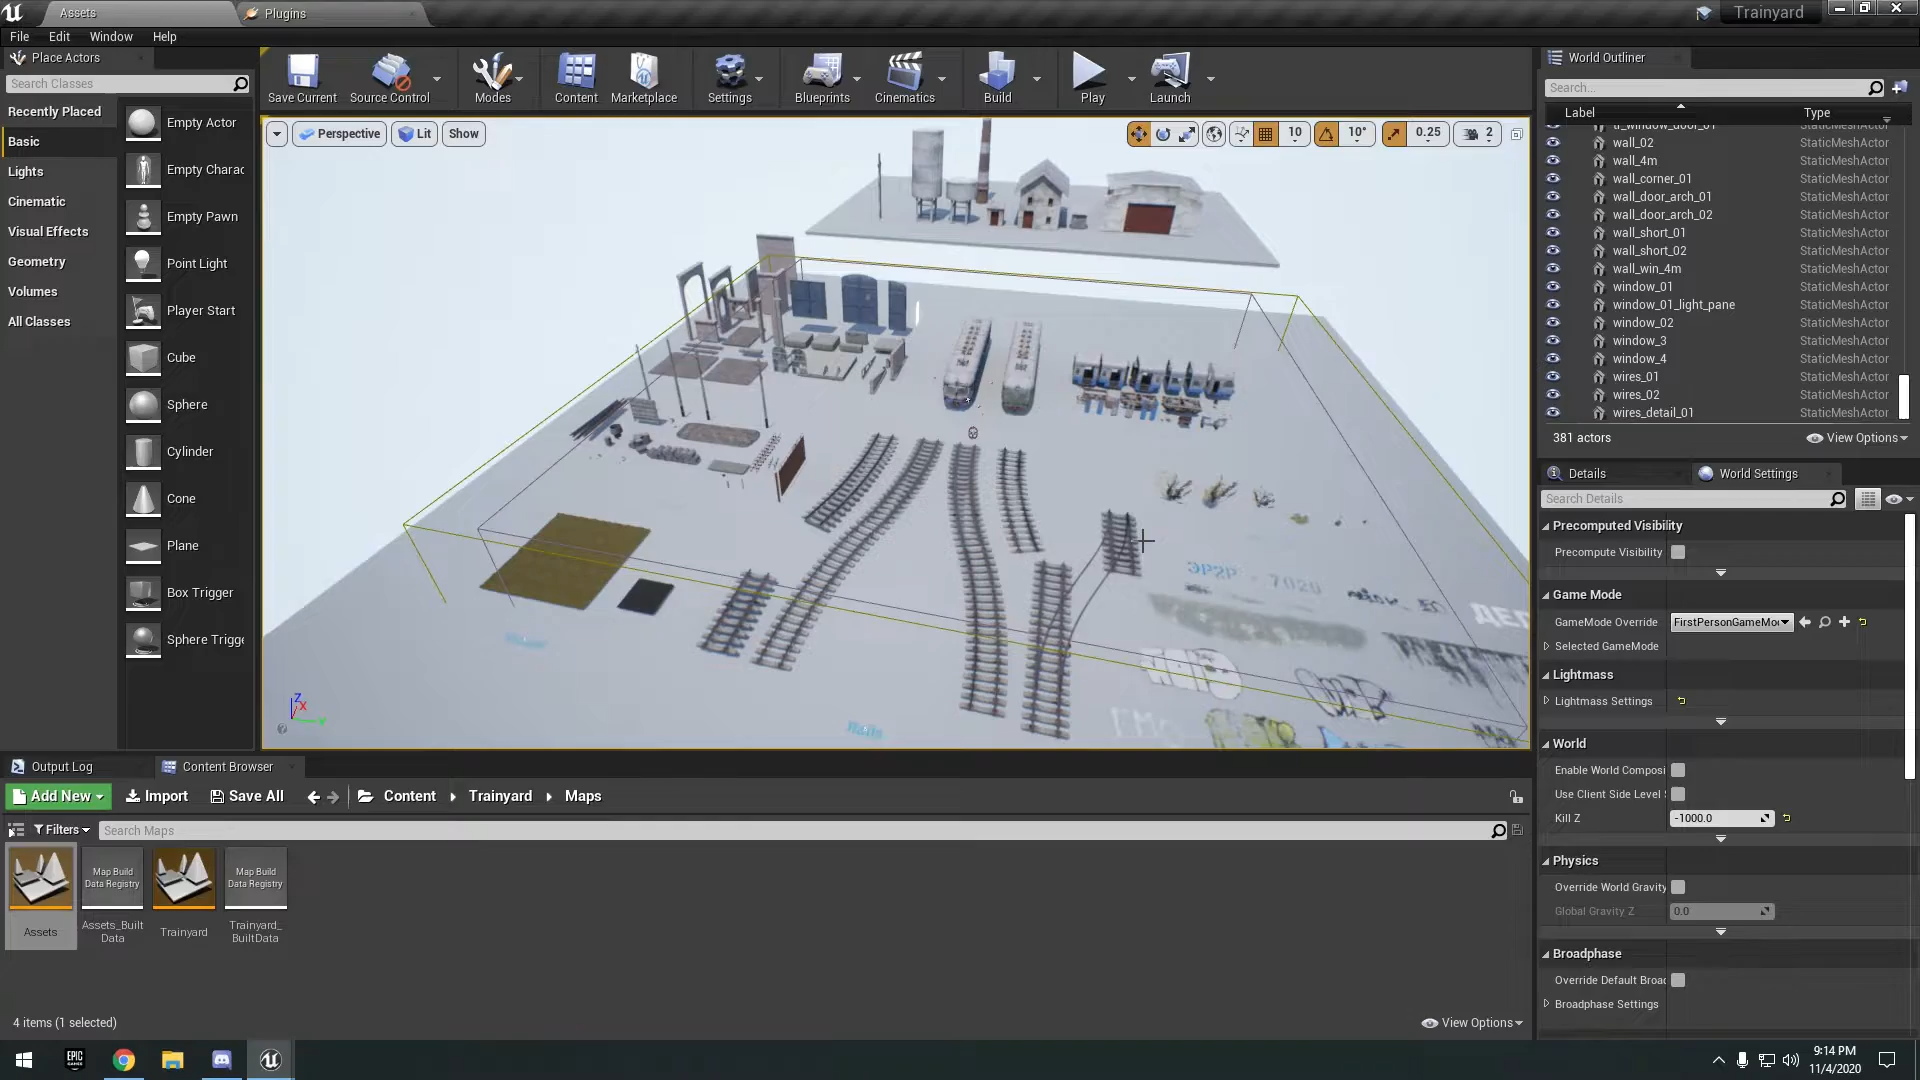 Assets
Plugins
Trainyard
File Edit Window Help
Place Actors
Search Classes
Recently Placed
Basic
Lights
Cinematic
Visual Effects
Geometry
Volumes
All Classes
Empty Actor
Empty Charac
Empty Pawn
Point Light
Player Start
Cube
Sphere
Cylinder
Cone
Plane
Box Trigger
Sphere Trigge
Save Current
Source Control
Modes
Content
Marketplace
Settings
Blueprints
Cinematics
Build
Play
Launch
Perspective
Lit
Show
10
10°
0.25
2
World Outliner
Search...
Label Type
tr_window_door_01 StaticMeshActor
wall_02 StaticMeshActor
wall_4m StaticMeshActor
wall_corner_01 StaticMeshActor
wall_door_arch_01 StaticMeshActor
wall_door_arch_02 StaticMeshActor
wall_short_01 StaticMeshActor
wall_short_02 StaticMeshActor
wall_win_4m StaticMeshActor
window_01 StaticMeshActor
window_01_light_pane StaticMeshActor
window_02 StaticMeshActor
window_3 StaticMeshActor
window_4 StaticMeshActor
wires_01 StaticMeshActor
wires_02 StaticMeshActor
wires_detail_01 StaticMeshActor
381 actors
View Options
Details
World Settings
Search Details
Precomputed Visibility
Precompute Visibility
Game Mode
GameMode Override FirstPersonGameMo
Selected GameMode
Lightmass
Lightmass Settings
World
Enable World Composi
Use Client Side Level
Kill Z -1000.0
Physics
Override World Gravity
Global Gravity Z 0.0
Broadphase
Override Default Broa
Broadphase Settings
ЭР9Р - 7020
Rails
Z
X
Y
Output Log
Content Browser
Add New
Import
Save All
Content
Trainyard
Maps
Filters
Search Maps
Map Build
Data Registry
Map Build
Data Registry
Assets
Assets_Built
Data
Trainyard
Trainyard_
BuiltData
4 items (1 selected)
View Options
EPIC
GAMES
9:14 PM
11/4/2020